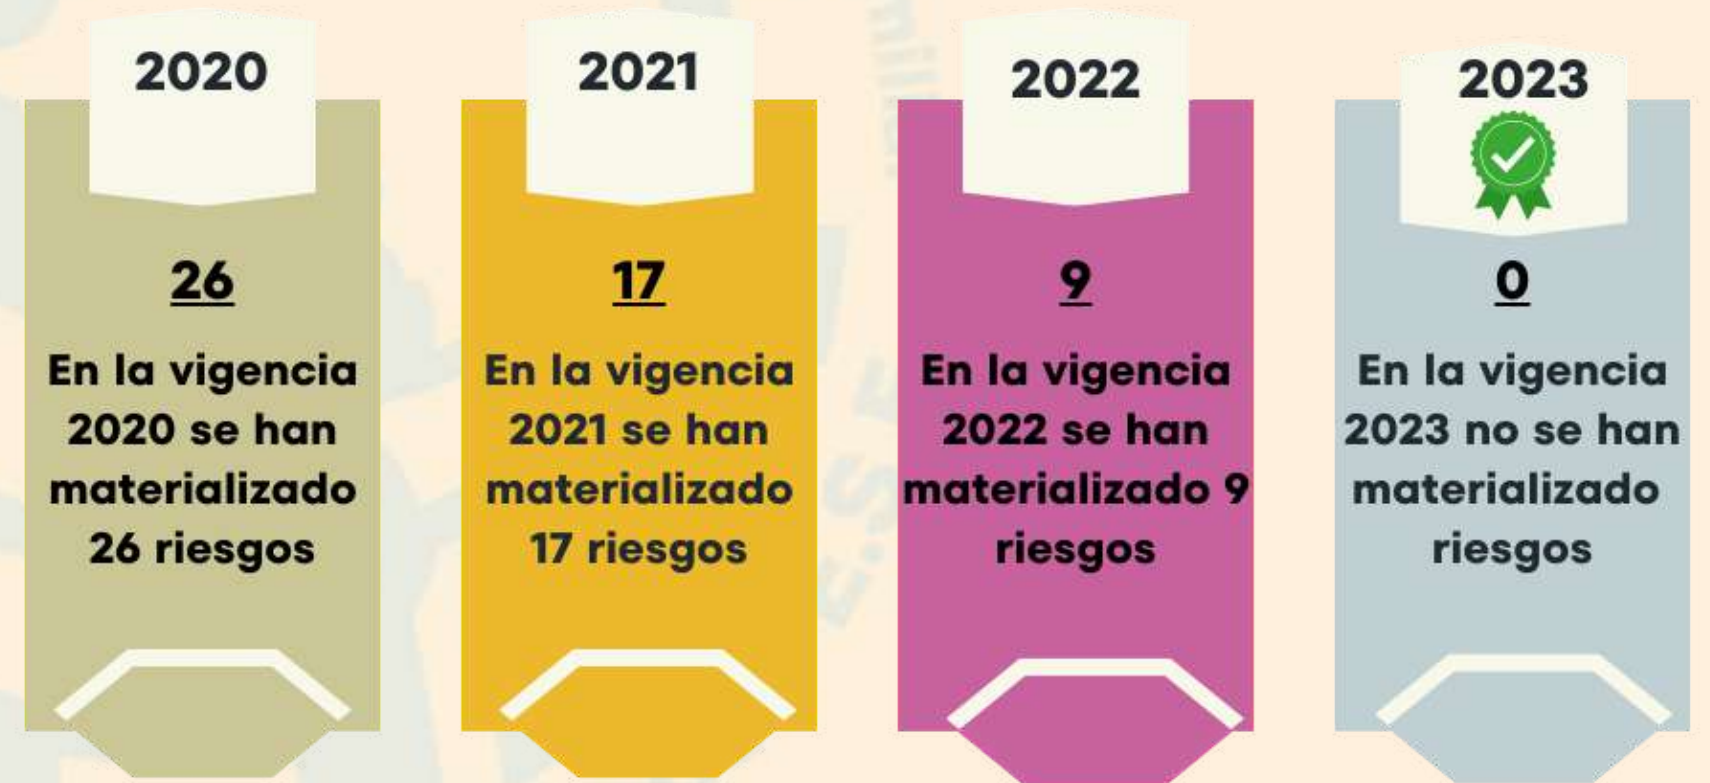 2020
26
En la vigencia
2020 se han
materializado
26 riesgos
2021
17
En la vigencia
2021 se han
materializado
17 riesgos
2022
9
En la vigencia
2022 se han
materializado 9
riesgos
2023
0
En la vigencia
2023 no se han
materializado
riesgos